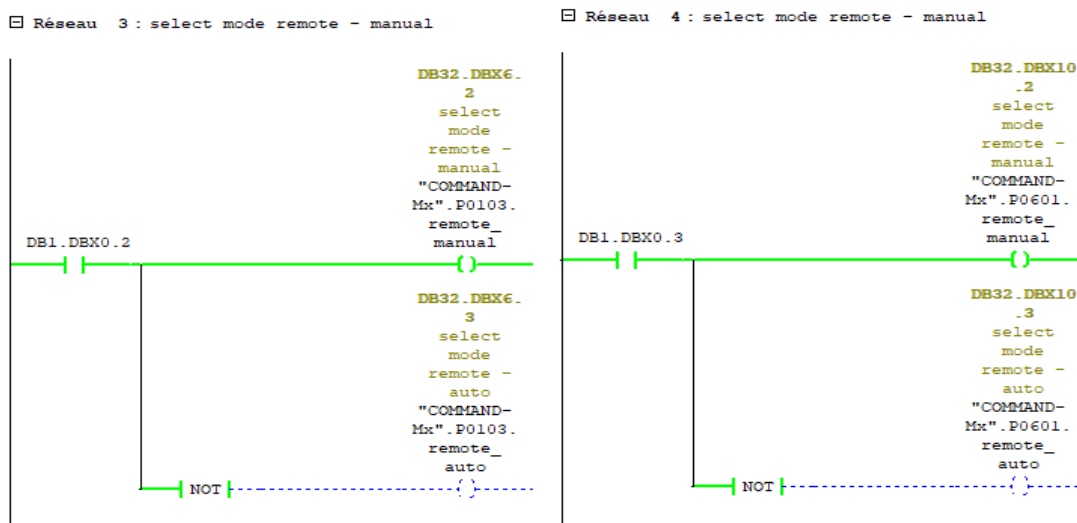 Réseau 3 : select mode remote - manual
DB32.DBX6.
2
select
mode
remote -
manual
"COMMAND-
Mx".P0103.
remote_
manual
DB1.DBX0.2
DB32.DBX6.
3
select
mode
remote -
auto
"COMMAND-
Mx".P0103.
remote_
auto
NOT
Réseau 4 : select mode remote - manual
DB32.DBX10
.2
select
mode
remote -
manual
"COMMAND-
Mx".P0601.
remote_
manual
DB1.DBX0.3
DB32.DBX10
.3
select
mode
remote -
auto
"COMMAND-
Mx".P0601.
remote_
auto
NOT